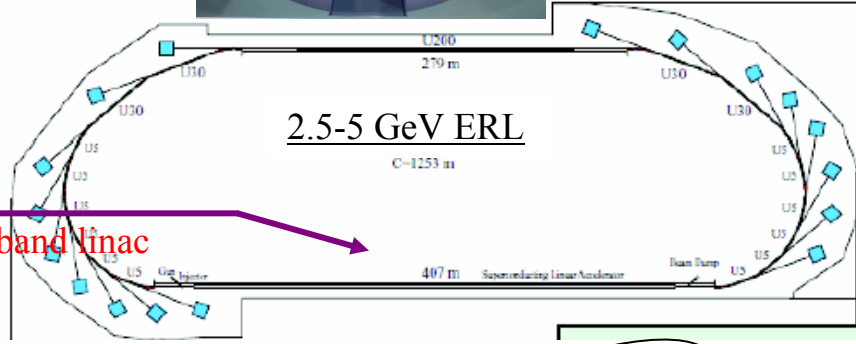 U200
279 m
U30
U30
U30
U30
2.5-5 GeV ERL
C=1253 m
U5
U5
U5
U5
U5
U5
U5
U5
U5
U5
band linac
Gun
Injector
407 m
Superconducting Linear Accelerator
Beam Dump